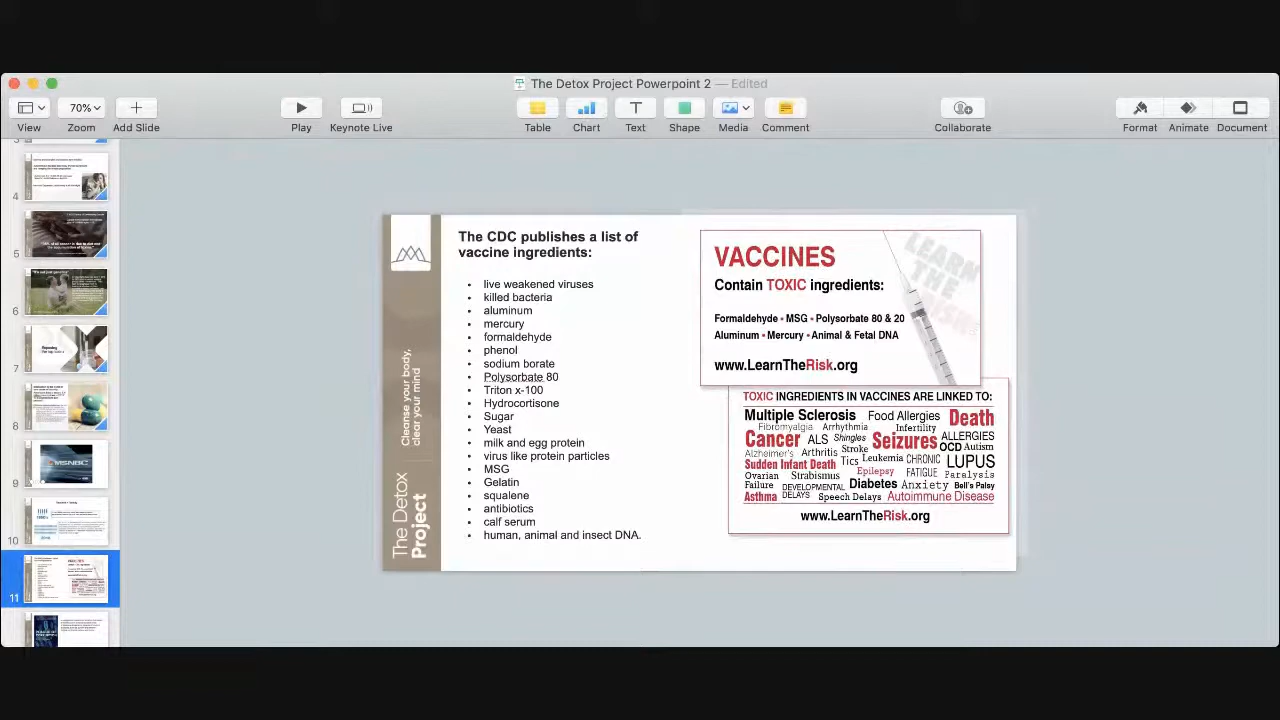 The Detox Project Powerpoint 2 — Edited
70%
View
Zoom
Add Slide
Play
Keynote Live
Table
Chart
Text
Shape
Media
Comment
Collaborate
Format
Animate
Document
4
5
6
7
8
9
10
11
MSNBC
The CDC publishes a list of
vaccine ingredients:
• live weakened viruses
• killed bacteria
• aluminum
• mercury
• formaldehyde
• phenol
• sodium borate
• Polysorbate 80
• Triton x-100
• Hydrocortisone
• sugar
• Yeast
• milk and egg protein
• virus like protein particles
• MSG
• Gelatin
• squalene
• antibiotics
• calf serum
• human, animal and insect DNA.
The Detox
Project
Cleanse your body,
clear your mind
VACCINES
Contain TOXIC ingredients:
Formaldehyde • MSG • Polysorbate 80 & 20
Aluminum • Mercury • Animal & Fetal DNA
www.LearnTheRisk.org
TOXIC INGREDIENTS IN VACCINES ARE LINKED TO:
Multiple Sclerosis Food Allergies Death
Fibromyalgia Arrhythmia Infertility
Cancer ALS Shingles Seizures ALLERGIES
Alzheimer's Arthritis Stroke OCD Autism
Sudden Infant Death Tics Leukemia CHRONIC LUPUS
Ovarian Strabismus Epilepsy FATIGUE Paralysis
Failure DEVELOPMENTAL Diabetes Anxiety Bell's Palsy
Asthma DELAYS Speech Delays Autoimmune Disease
www.LearnTheRisk.org